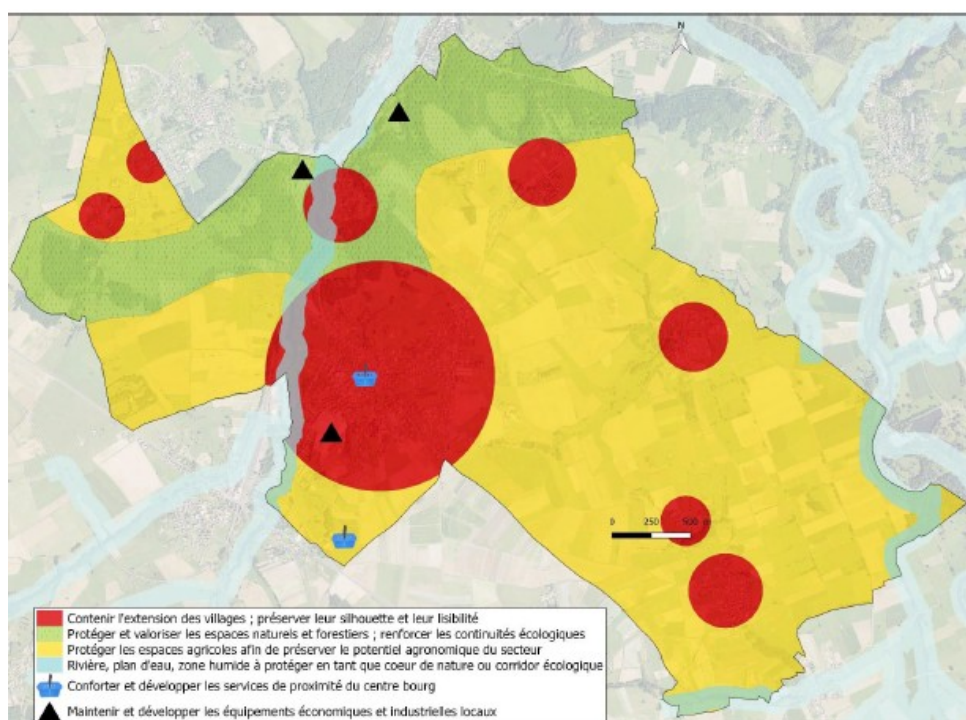 N
0 250 500 m
Contenir l'extension des villages ; préserver leur silhouette et leur lisibilité
Protéger et valoriser les espaces naturels et forestiers ; renforcer les continuités écologiques
Protéger les espaces agricoles afin de préserver le potentiel agronomique du secteur
Rivière, plan d'eau, zone humide à protéger en tant que coeur de nature ou corridor écologique
Conforter et développer les services de proximité du centre bourg
Maintenir et développer les équipements économiques et industrielles locaux